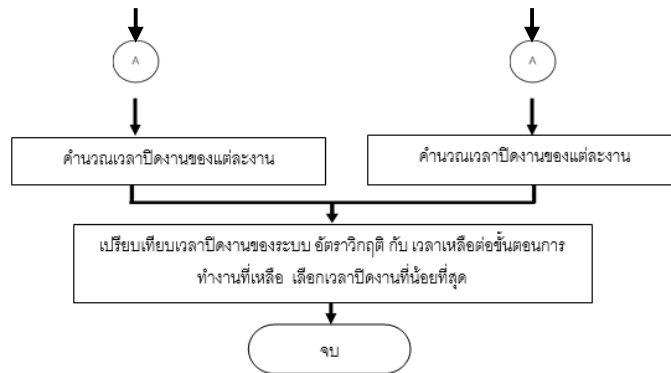 A
A
คำนวณเวลาปิดงานของแต่ละงาน
คำนวณเวลาปิดงานของแต่ละงาน
เปรียบเทียบเวลาปิดงานของระบบ อัตราวิกฤติ กับ เวลาเหลือต่อขั้นตอนการ
ทำงานที่เหลือ เลือกเวลาปิดงานที่น้อยที่สุด
จบ